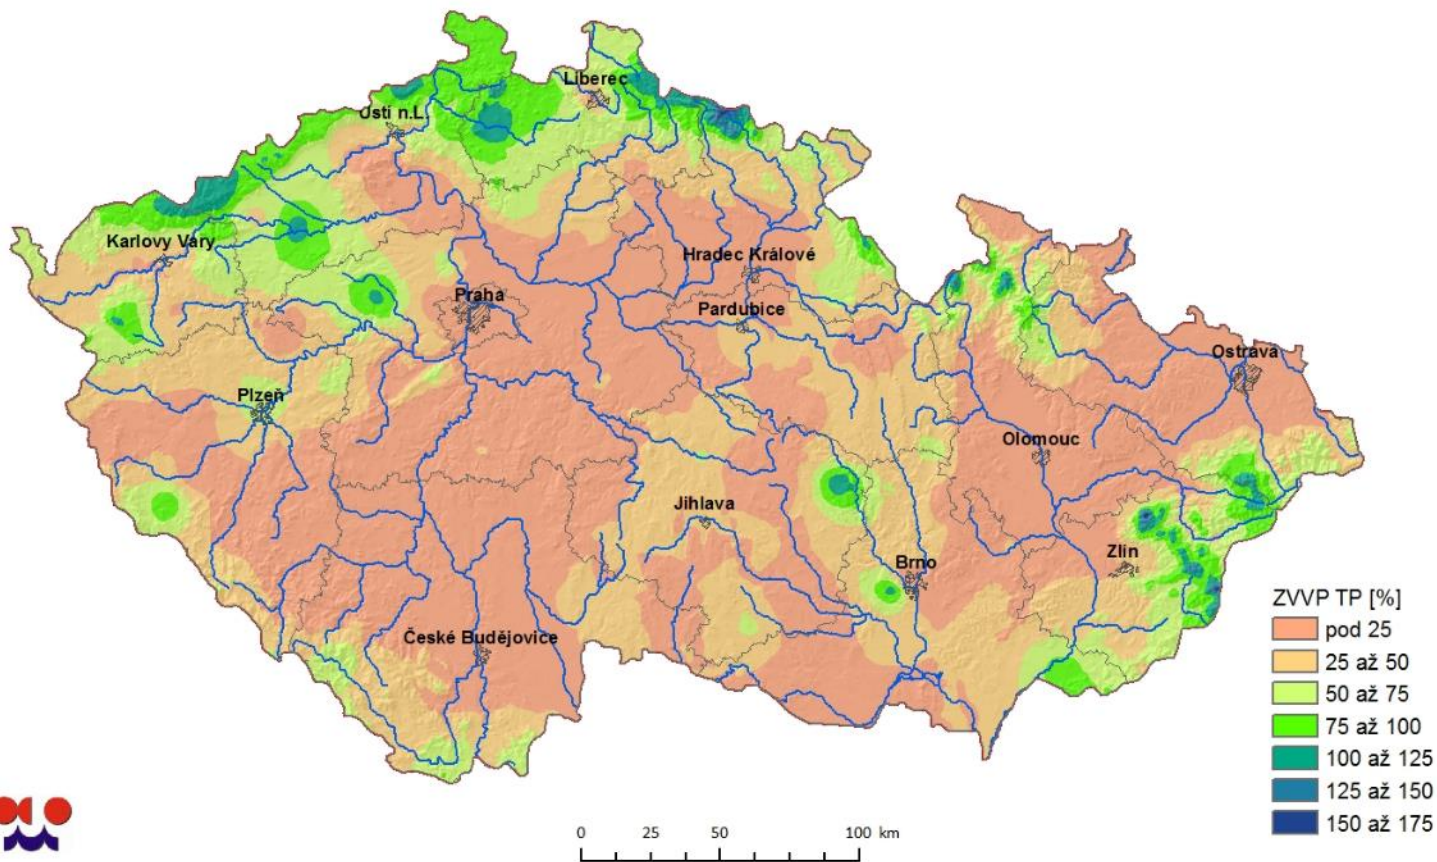 Liberec
Ústí n.L.
Karlovy Vary
Hradec Králové
Praha
Pardubice
Ostrava
Plzeň
Olomouc
Jihlava
Zlín
Brno
České Budějovice
ZVVP TP [%]
pod 25
25 až 50
50 až 75
75 až 100
100 až 125
125 až 150
150 až 175
0 25 50 100 km